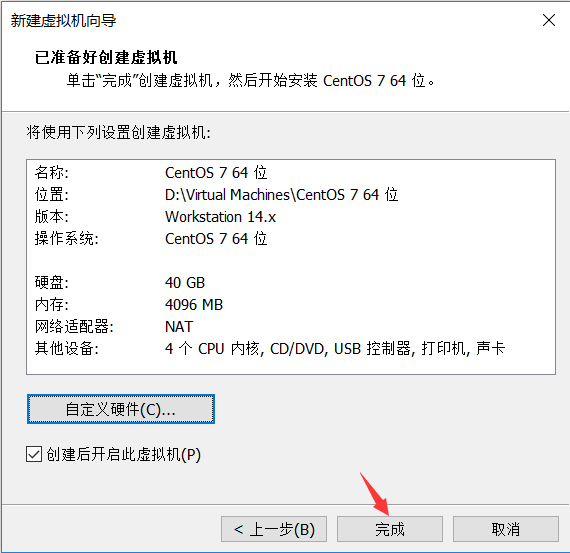 新建虚拟机向导
已准备好创建虚拟机
单击“完成”创建虚拟机，然后开始安装 CentOS 7 64 位。
将使用下列设置创建虚拟机:
名称: CentOS 7 64 位
位置: D:\Virtual Machines\CentOS 7 64 位
版本: Workstation 14.x
操作系统: CentOS 7 64 位
硬盘: 40 GB
内存: 4096 MB
网络适配器: NAT
其他设备: 4 个 CPU 内核, CD/DVD, USB 控制器, 打印机, 声卡
自定义硬件(C)...
创建后开启此虚拟机(P)
< 上一步(B) 完成 取消